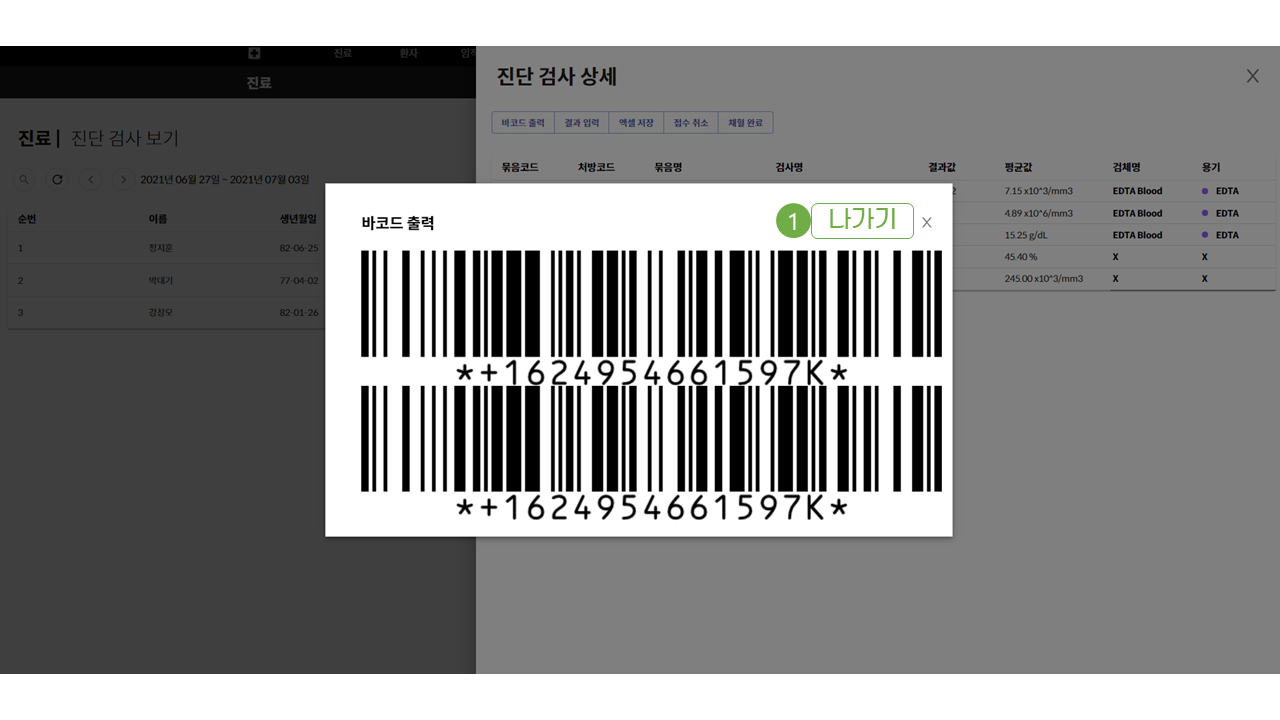 진료 환자
진료
진단 검사 상세 X
바코드 출력 결과 입력 엑셀 저장 접수 취소 채혈 완료
진료 | 진단 검사 보기
2021년 06월 27일 ~ 2021년 07월 03일
묶음코드 처방코드 묶음명 검사명 결과값 평균값 검체명 용기
7.15 x10^3/mm3 EDTA Blood EDTA
4.89 x10^6/mm3 EDTA Blood EDTA
15.25 g/dL EDTA Blood EDTA
45.40 % X X
245.00 x10^3/mm3 X X
순번 이름 생년월일
1 정지훈 82-06-25
2 박대기 77-04-02
3 강창모 82-01-26
바코드 출력 1 나가기 X
*+1624954661597K*
*+1624954661597K*